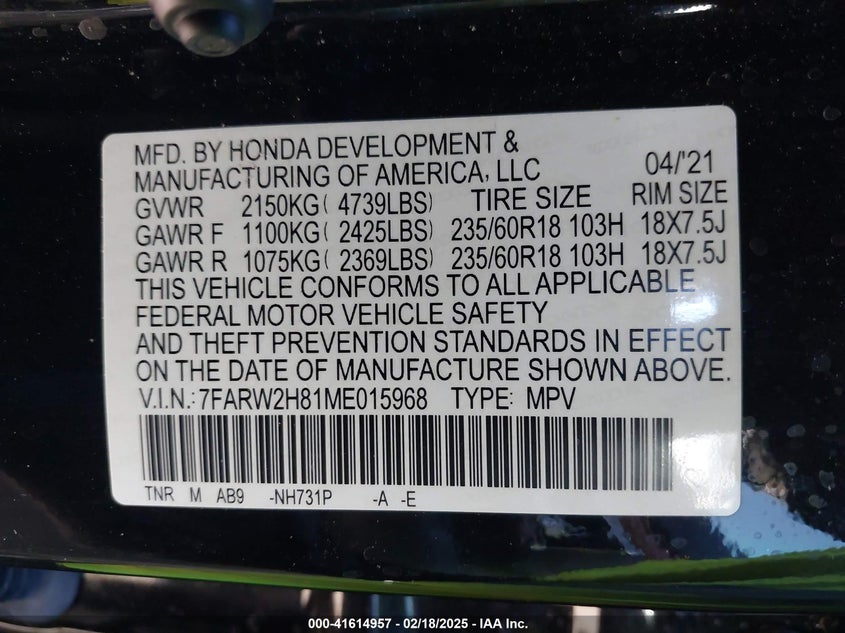 MFD. BY HONDA DEVELOPMENT &
MANUFACTURING OF AMERICA, LLC 04/'21
GVWR 2150KG( 4739LBS) TIRE SIZE RIM SIZE
GAWR F 1100KG( 2425LBS) 235/60R18 103H 18X7.5J
GAWR R 1075KG( 2369LBS) 235/60R18 103H 18X7.5J
THIS VEHICLE CONFORMS TO ALL APPLICABLE
FEDERAL MOTOR VEHICLE SAFETY
AND THEFT PREVENTION STANDARDS IN EFFECT
ON THE DATE OF MANUFACTURE SHOWN ABOVE.
V.I.N.:7FARW2H81ME015968 TYPE: MPV
TNR M AB9 -NH731P -A -E
000-41614957 - 02/18/2025 - IAA Inc.